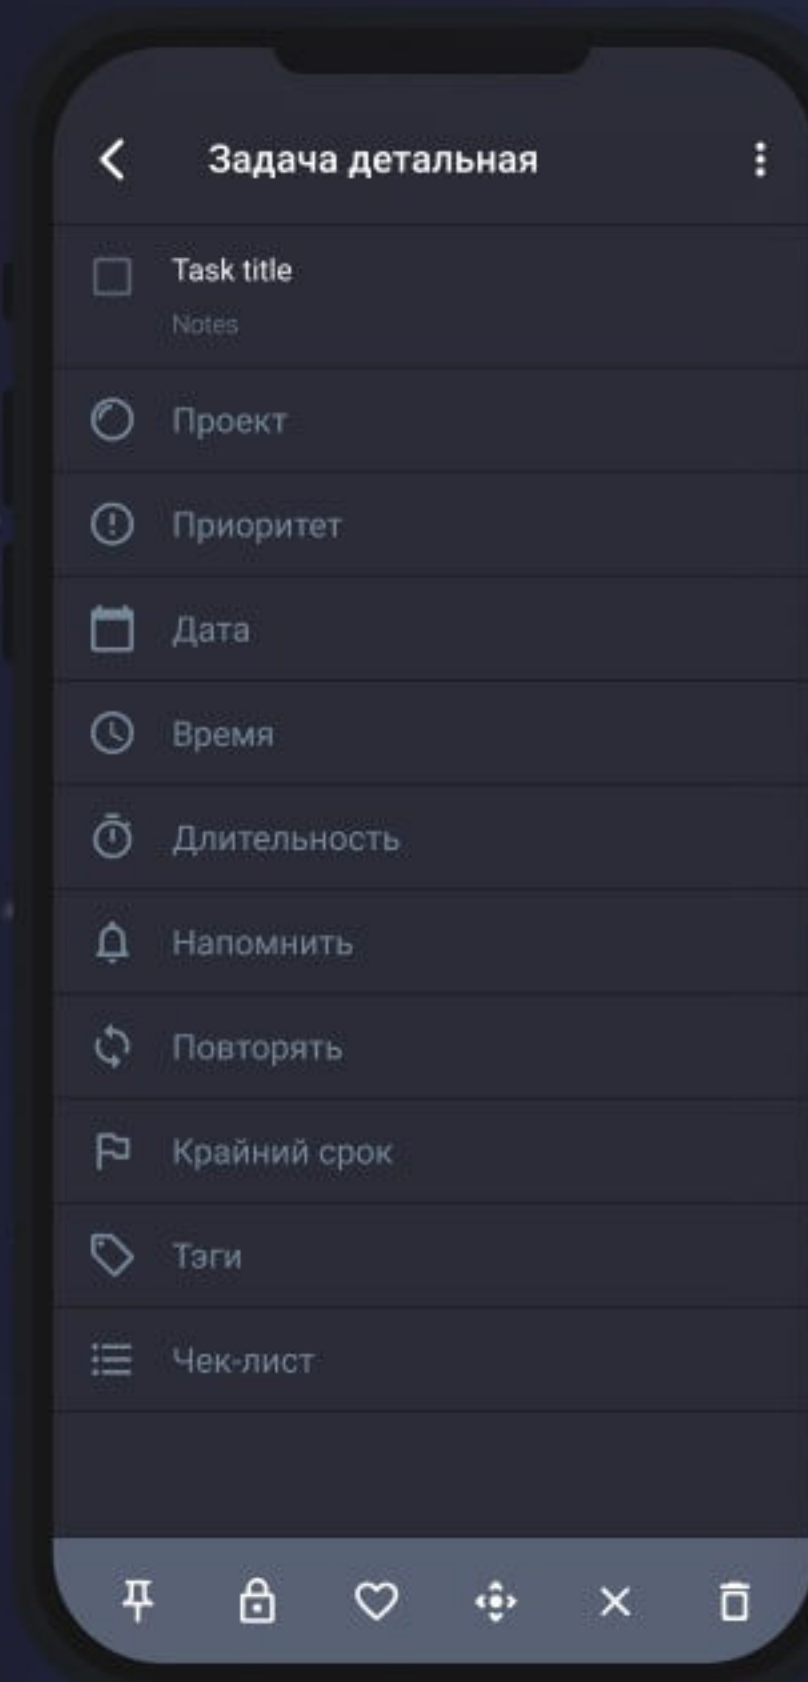 Задача детальная
Task title
Notes
Проект
Приоритет
Дата
Время
Длительность
Напомнить
Повторять
Крайний срок
Тэги
Чек-лист